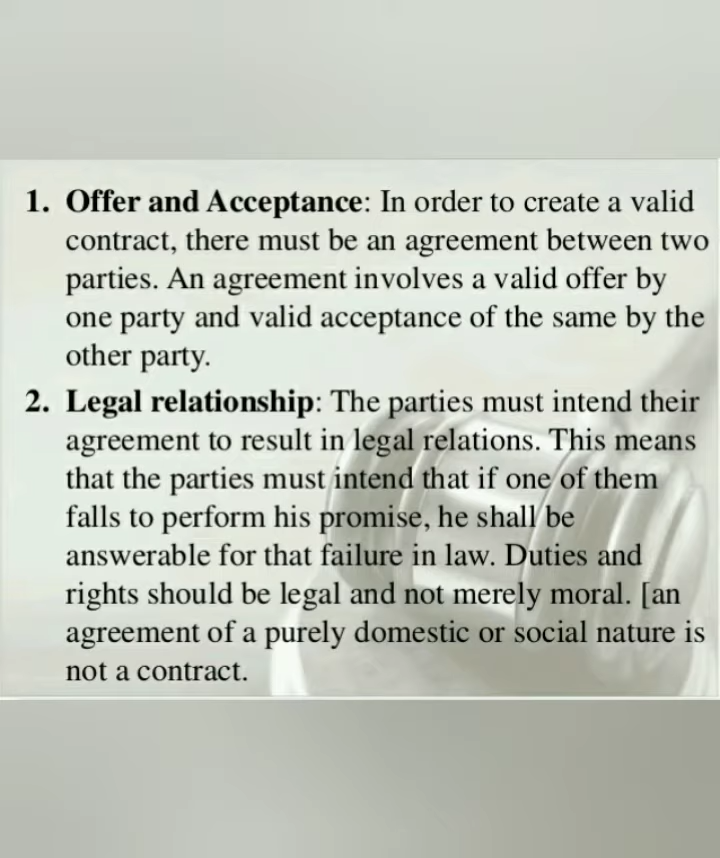 1. Offer and Acceptance: In order to create a valid
contract, there must be an agreement between two
parties. An agreement involves a valid offer by
one party and valid acceptance of the same by the
other party.
2. Legal relationship: The parties must intend their
agreement to result in legal relations. This means
that the parties must intend that if one of them
falls to perform his promise, he shall be
answerable for that failure in law. Duties and
rights should be legal and not merely moral. [an
agreement of a purely domestic or social nature is
not a contract.